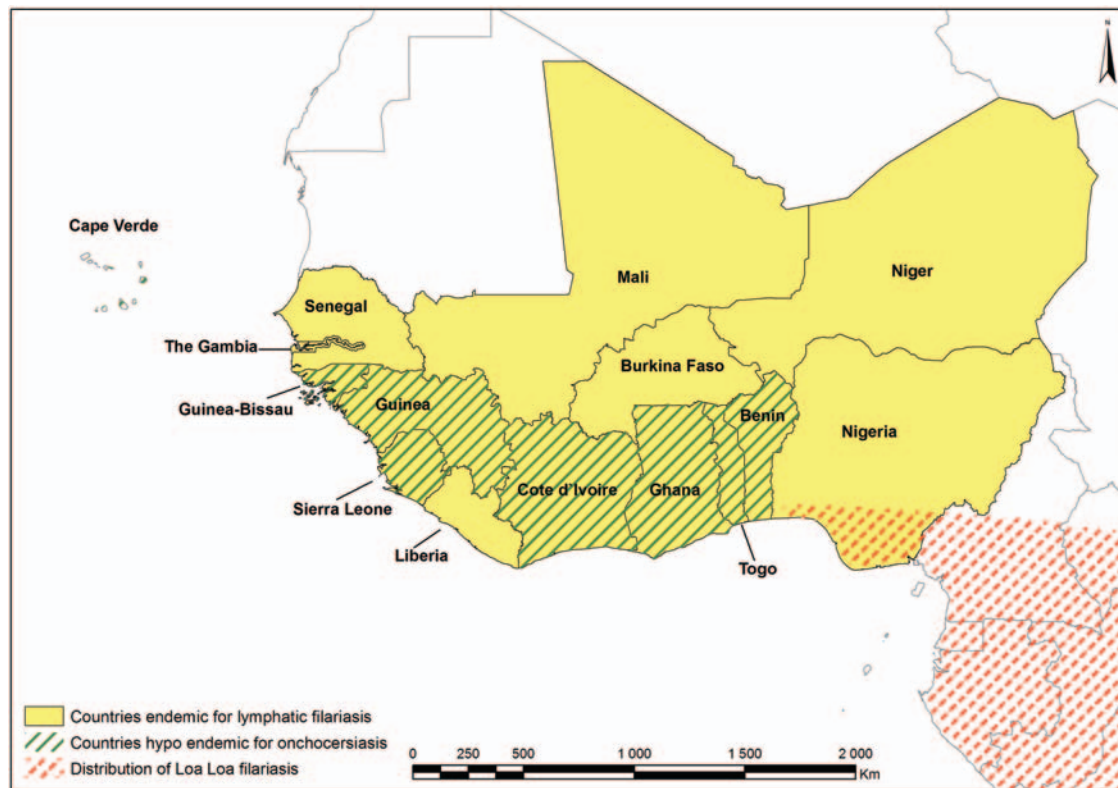 N
Cape Verde
Mali
Niger
Senegal
The Gambia
Burkina Faso
Guinea-Bissau
Guinea
Benin
Nigeria
Sierra Leone
Cote d'Ivoire
Ghana
Liberia
Togo
Countries endemic for lymphatic filariasis
Countries hypo endemic for onchocersiasis
Distribution of Loa Loa filariasis
0 250 500 1 000 1 500 2 000
Km